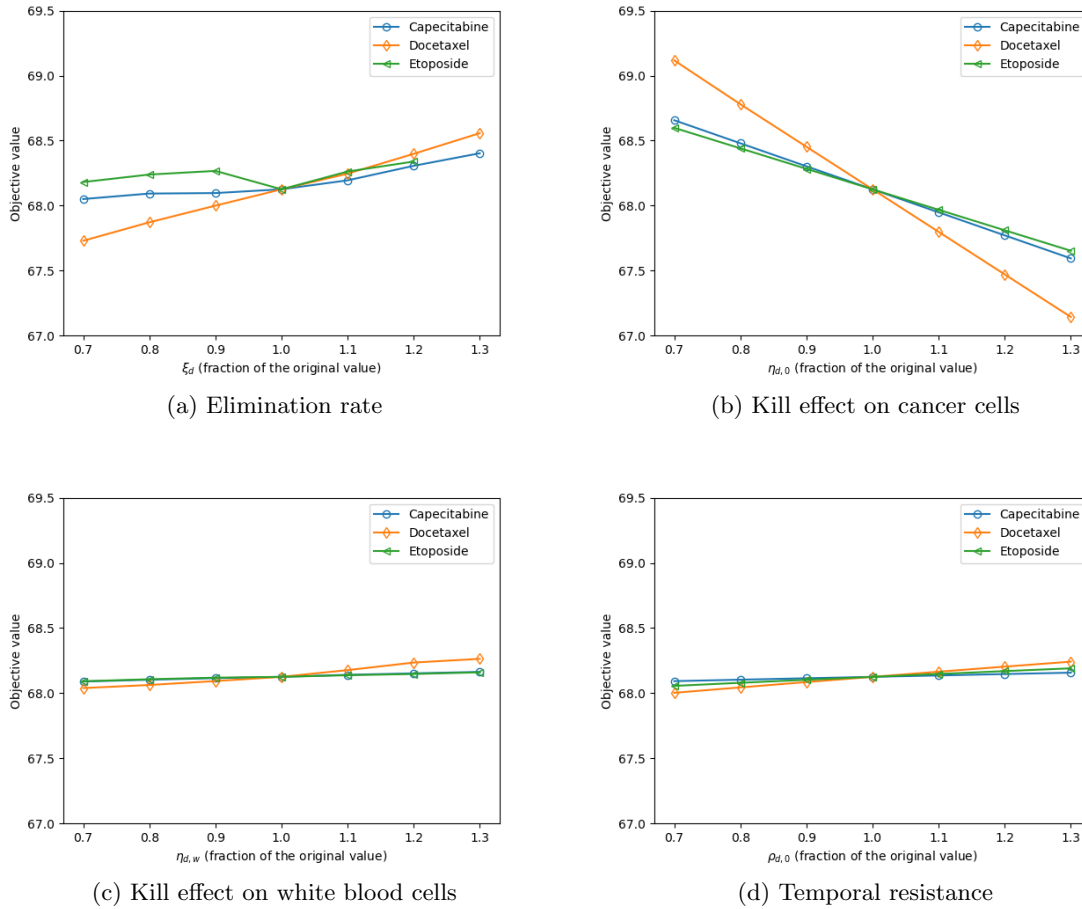 69.5
69.0
68.5
68.0
67.5
67.0
Objective value
Capecitabine
Docetaxel
Etoposide
0.7 0.8 0.9 1.0 1.1 1.2 1.3
ξ_d (fraction of the original value)
(a) Elimination rate
69.5
69.0
68.5
68.0
67.5
67.0
Objective value
Capecitabine
Docetaxel
Etoposide
0.7 0.8 0.9 1.0 1.1 1.2 1.3
η_{d,0} (fraction of the original value)
(b) Kill effect on cancer cells
69.5
69.0
68.5
68.0
67.5
67.0
Objective value
Capecitabine
Docetaxel
Etoposide
0.7 0.8 0.9 1.0 1.1 1.2 1.3
η_{d,w} (fraction of the original value)
(c) Kill effect on white blood cells
69.5
69.0
68.5
68.0
67.5
67.0
Objective value
Capecitabine
Docetaxel
Etoposide
0.7 0.8 0.9 1.0 1.1 1.2 1.3
ρ_{d,0} (fraction of the original value)
(d) Temporal resistance